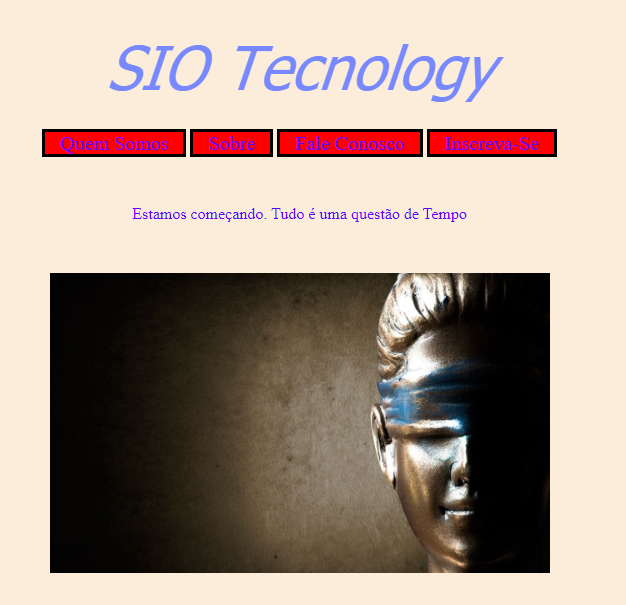 SIO Tecnology
Quem Somos Sobre Fale Conosco Inscreva-Se
Estamos começando. Tudo é uma questão de Tempo